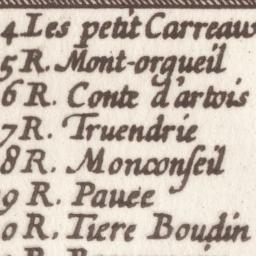 4 Les petit Carreaux
5 R. Mont-orgueil
6 R. Conte d'artois
7 R. Truendrie
8 R. Monconſeil
9 R. Pauee
0 R. Tiere Boudin